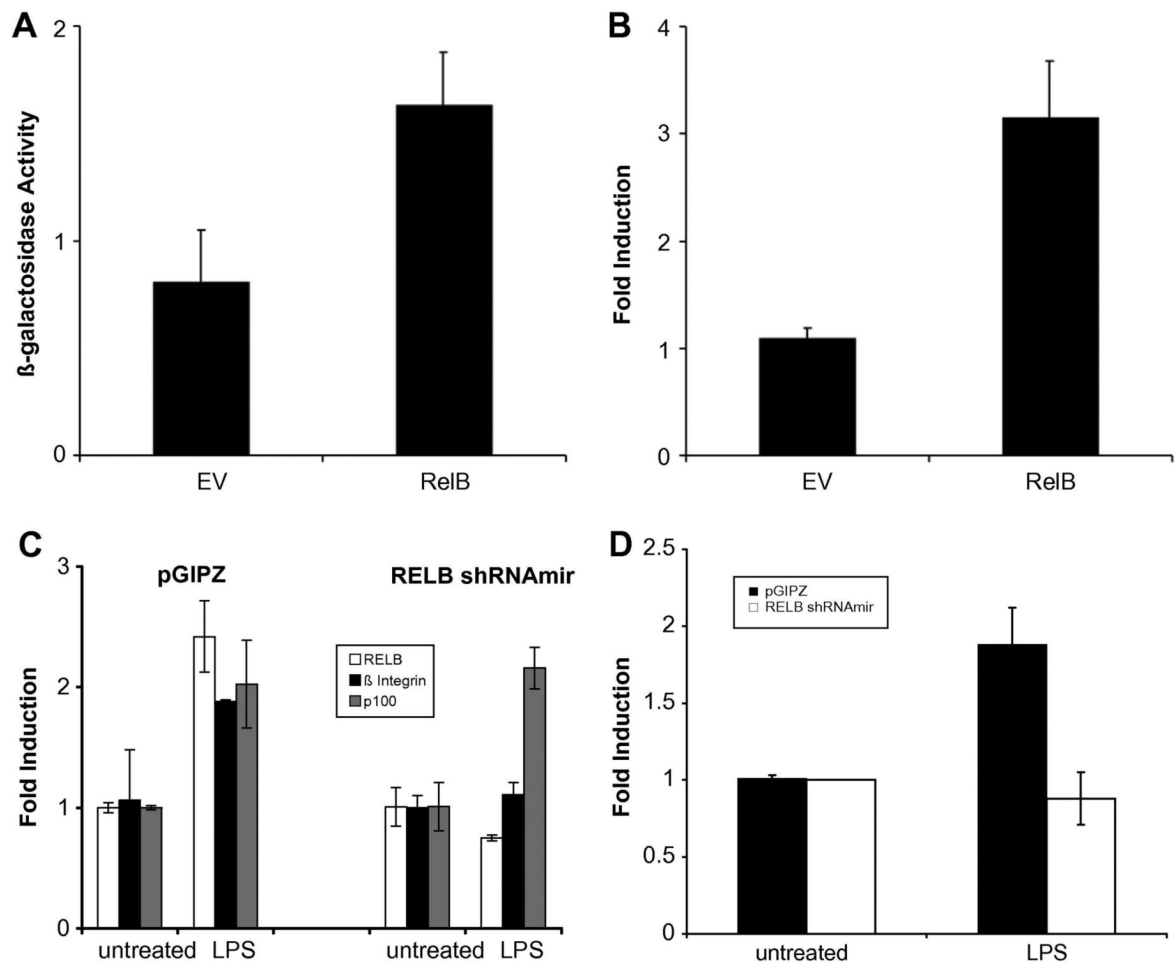 A
2
1
0
ß-galactosidase Activity
EV
RelB
B
4
3
2
1
0
Fold Induction
EV
RelB
C
3
2
1
0
Fold Induction
pGIPZ
RELB shRNAmir
RELB
ß Integrin
p100
untreated
LPS
untreated
LPS
D
2.5
2
1.5
1
0.5
0
Fold Induction
pGIPZ
RELB shRNAmir
untreated
LPS